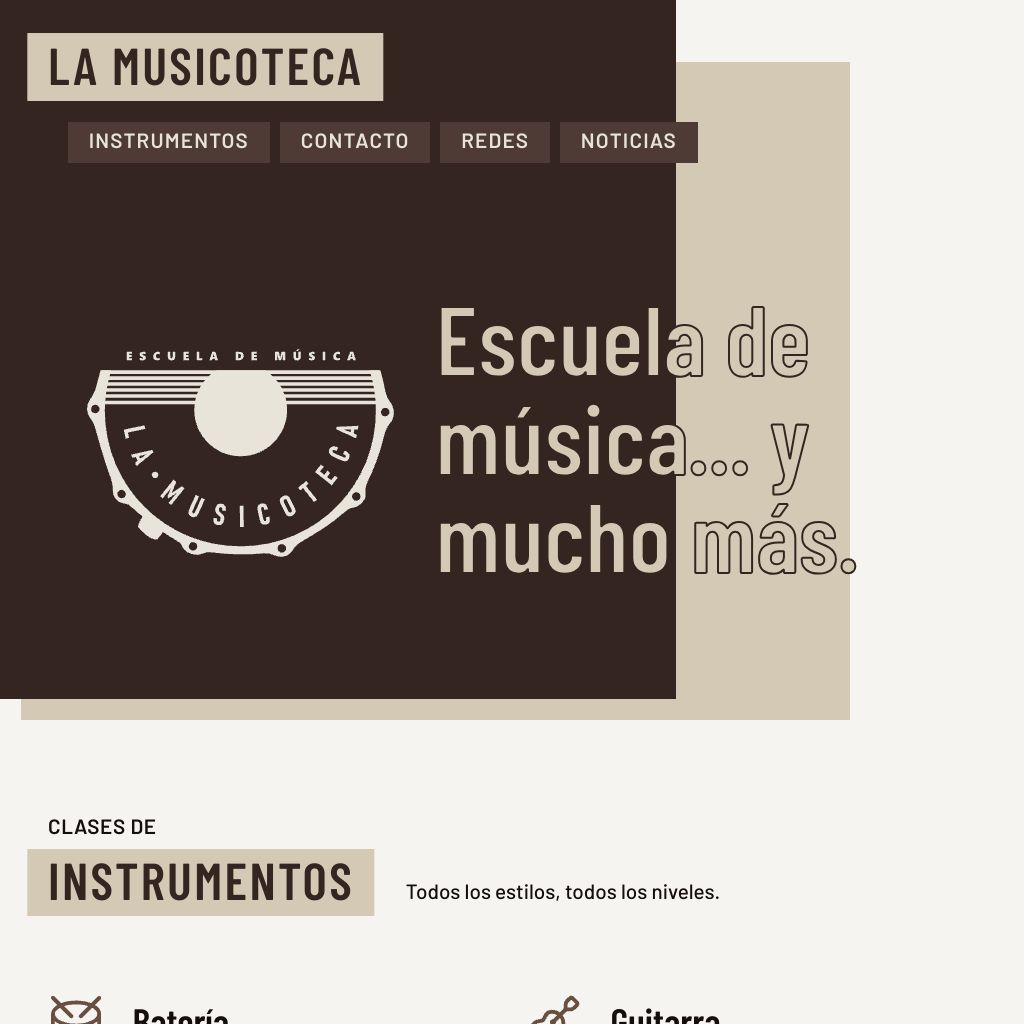 LA MUSICOTECA
INSTRUMENTOS
CONTACTO
REDES
NOTICIAS
ESCUELA DE MÚSICA
LA·MUSICOTECA
Escuela de
música... y
mucho más.
CLASES DE
INSTRUMENTOS
Todos los estilos, todos los niveles.
Batería
Guitarra